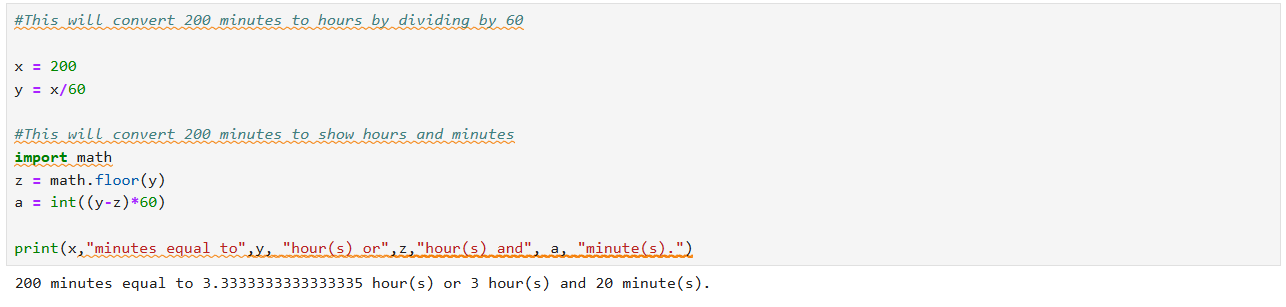 #This will convert 200 minutes to hours by dividing by 60
x = 200
y = x/60
#This will convert 200 minutes to show hours and minutes
import math
z = math.floor(y)
a = int((y-z)*60)
print(x,"minutes equal to",y, "hour(s) or",z,"hour(s) and", a, "minute(s).")
200 minutes equal to 3.3333333333333335 hour(s) or 3 hour(s) and 20 minute(s).